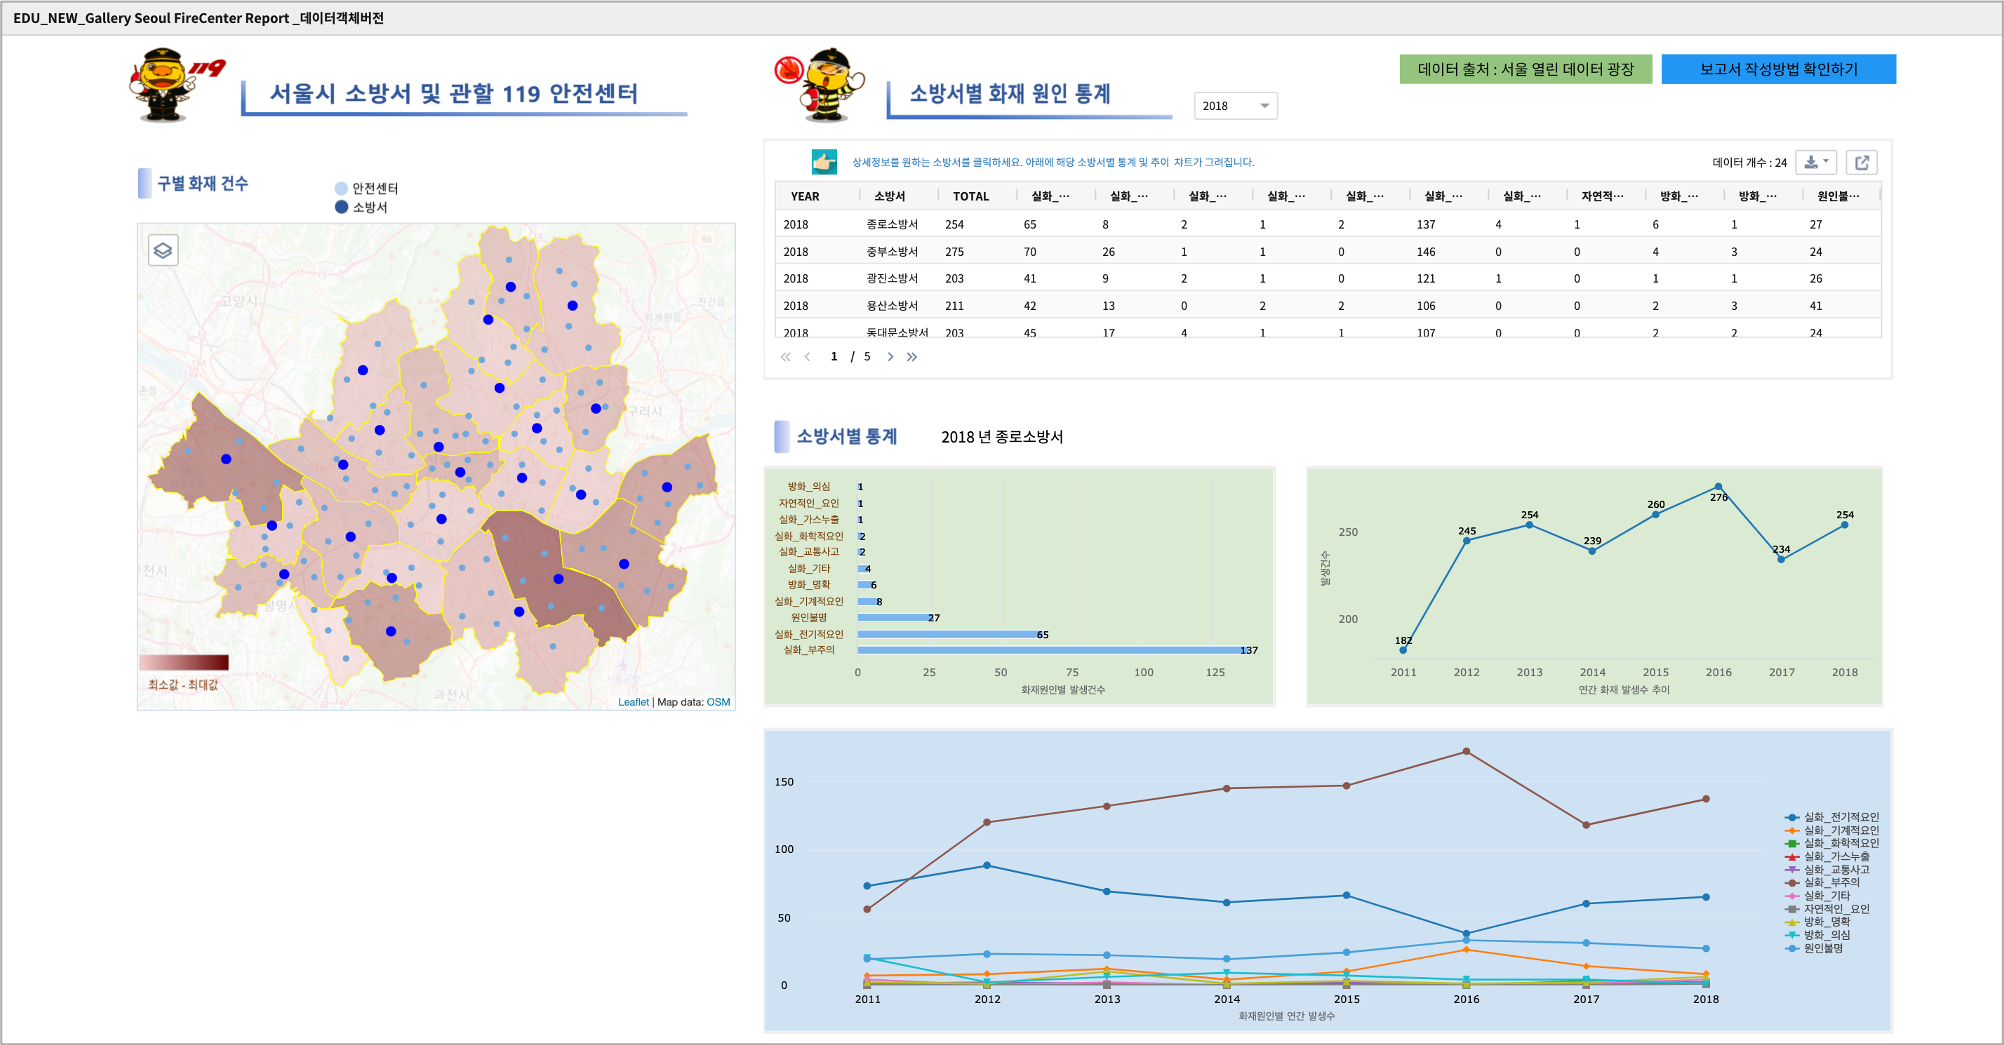 EDU_NEW_Gallery Seoul FireCenter Report _데이터객체버전
119
서울시 소방서 및 관할 119 안전센터
소방서별 화재 원인 통계
2018
데이터 출처 : 서울 열린 데이터 광장
보고서 작성방법 확인하기
구별 화재 건수
안전센터
소방서
고양시
구리시
광명시
과천시
최소값 - 최대값
Leaflet | Map data: OSM
상세정보를 원하는 소방서를 클릭하세요. 아래에 해당 소방서별 통계 및 추이 차트가 그려집니다.
데이터 개수 : 24
YEAR 소방서 TOTAL 실화_… 실화_… 실화_… 실화_… 실화_… 실화_… 실화_… 자연적… 방화_… 방화_… 원인불…
2018 종로소방서 254 65 8 2 1 2 137 4 1 6 1 27
2018 중부소방서 275 70 26 1 1 0 146 0 0 4 3 24
2018 광진소방서 203 41 9 2 1 0 121 1 0 1 1 26
2018 용산소방서 211 42 13 0 2 2 106 0 0 2 3 41
2018 동대문소방서 203 45 17 4 1 1 107 0 0 2 2 24
1 / 5
소방서별 통계
2018 년 종로소방서
방화_의심 1
자연적인_요인 1
실화_가스누출 1
실화_화학적요인 2
실화_교통사고 2
실화_기타 4
방화_명확 6
실화_기계적요인 8
원인불명 27
실화_전기적요인 65
실화_부주의 137
0 25 50 75 100 125
화재원인별 발생건수
발생건수
250
200
182 245 254 239 260 276 234 254
2011 2012 2013 2014 2015 2016 2017 2018
연간 화재 발생수 추이
150
100
50
0
2011 2012 2013 2014 2015 2016 2017 2018
화재원인별 연간 발생수
실화_전기적요인
실화_기계적요인
실화_화학적요인
실화_가스누출
실화_교통사고
실화_부주의
실화_기타
자연적인_요인
방화_명확
방화_의심
원인불명